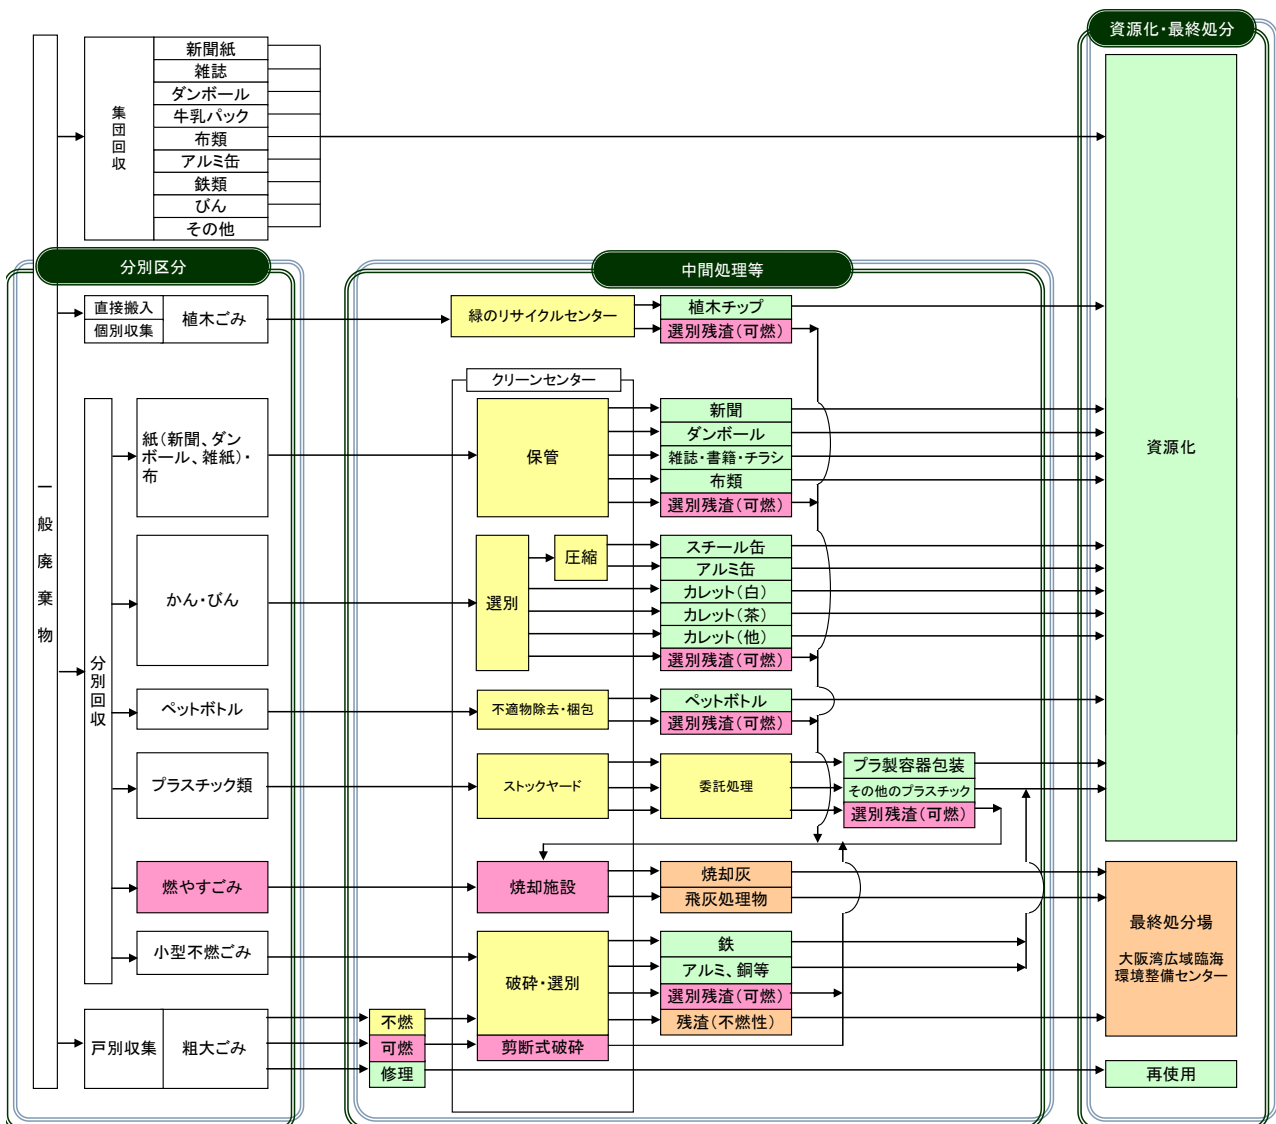 資源化・最終処分
新聞紙
雑誌
ダンボール
牛乳パック
布類
アルミ缶
鉄類
びん
その他
集団回収
分別区分
中間処理等
直接搬入
個別収集
植木ごみ
緑のリサイクルセンター
植木チップ
選別残渣(可燃)
クリーンセンター
紙(新聞、ダン
ボール、雑紙)・
布
保管
新聞
ダンボール
雑誌・書籍・チラシ
布類
選別残渣(可燃)
資源化
一般廃棄物
かん・びん
選別
圧縮
スチール缶
アルミ缶
カレット(白)
カレット(茶)
カレット(他)
選別残渣(可燃)
分別回収
ペットボトル
不適物除去・梱包
ペットボトル
選別残渣(可燃)
プラスチック類
ストックヤード
委託処理
プラ製容器包装
その他のプラスチック
選別残渣(可燃)
燃やすごみ
焼却施設
焼却灰
飛灰処理物
最終処分場
大阪湾広域臨海
環境整備センター
小型不燃ごみ
破砕・選別
鉄
アルミ、銅等
選別残渣(可燃)
残渣(不燃性)
戸別収集
粗大ごみ
不燃
可燃
修理
剪断式破砕
再使用